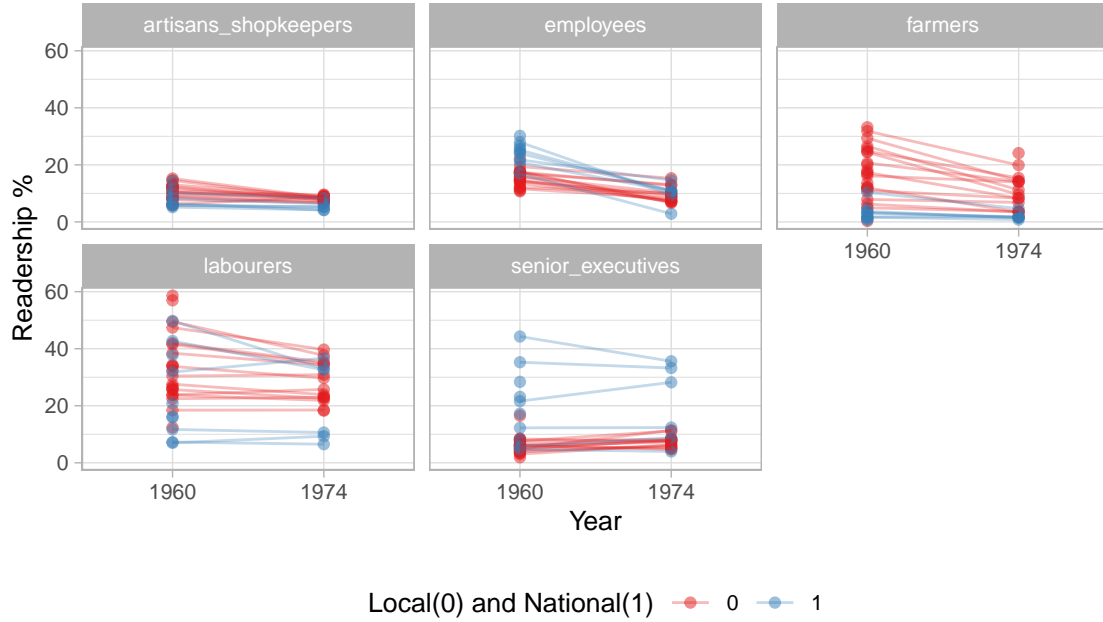 artisans_shopkeepers
employees
farmers
60
40
20
0
1960
1974
labourers
senior_executives
60
40
20
0
1960
1974
1960
1974
Readership %
Year
Local(0) and National(1)
0
1